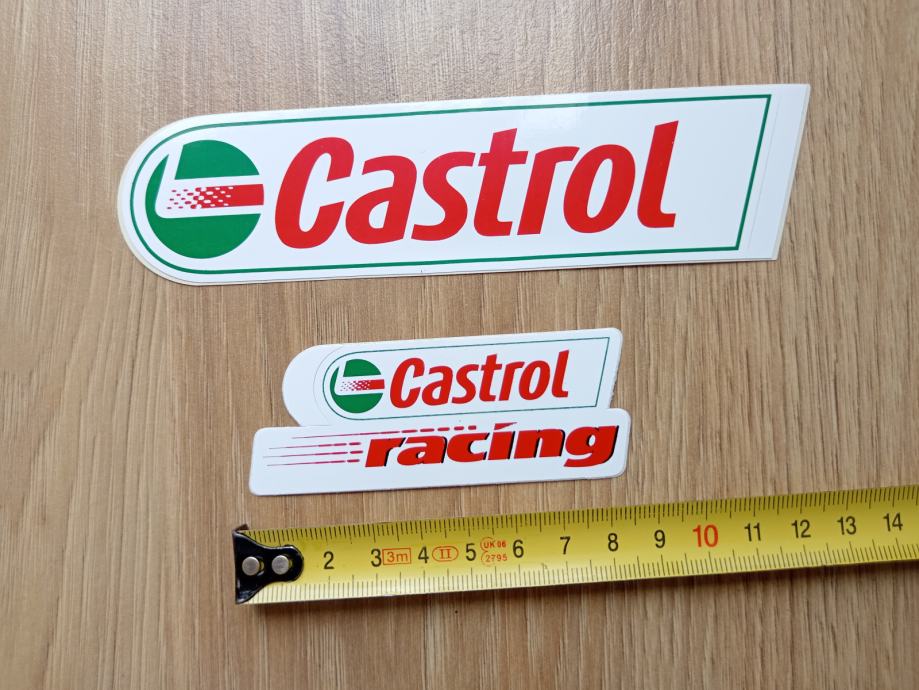 Castrol
Castrol
racing
2 3 3m 4 II 5 UK 06 2795 6 7 8 9 10 11 12 13 14